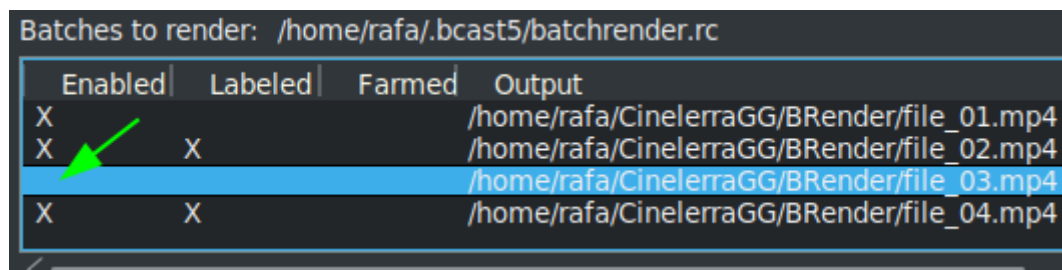 Batches to render: /home/rafa/.bcast5/batchrender.rc
Enabled Labeled Farmed Output
X /home/rafa/CinelerraGG/BRender/file_01.mp4
X X /home/rafa/CinelerraGG/BRender/file_02.mp4
/home/rafa/CinelerraGG/BRender/file_03.mp4
X X /home/rafa/CinelerraGG/BRender/file_04.mp4